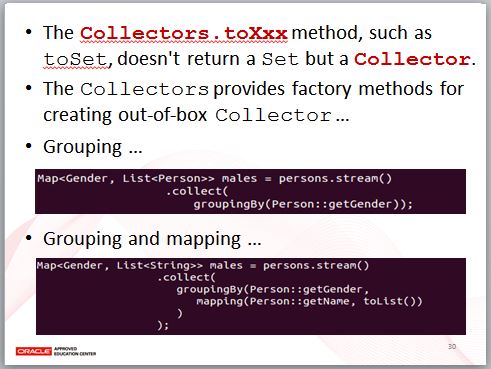 • The Collectors.toXxx method, such as
toSet, doesn't return a Set but a Collector.
• The Collectors provides factory methods for
creating out-of-box Collector …
• Grouping …
Map<Gender, List<Person>> males = persons.stream()
.collect(
groupingBy(Person::getGender));
• Grouping and mapping …
Map<Gender, List<String>> males = persons.stream()
.collect(
groupingBy(Person::getGender,
mapping(Person::getName, toList())
)
);
ORACLE APPROVED
EDUCATION CENTER
30